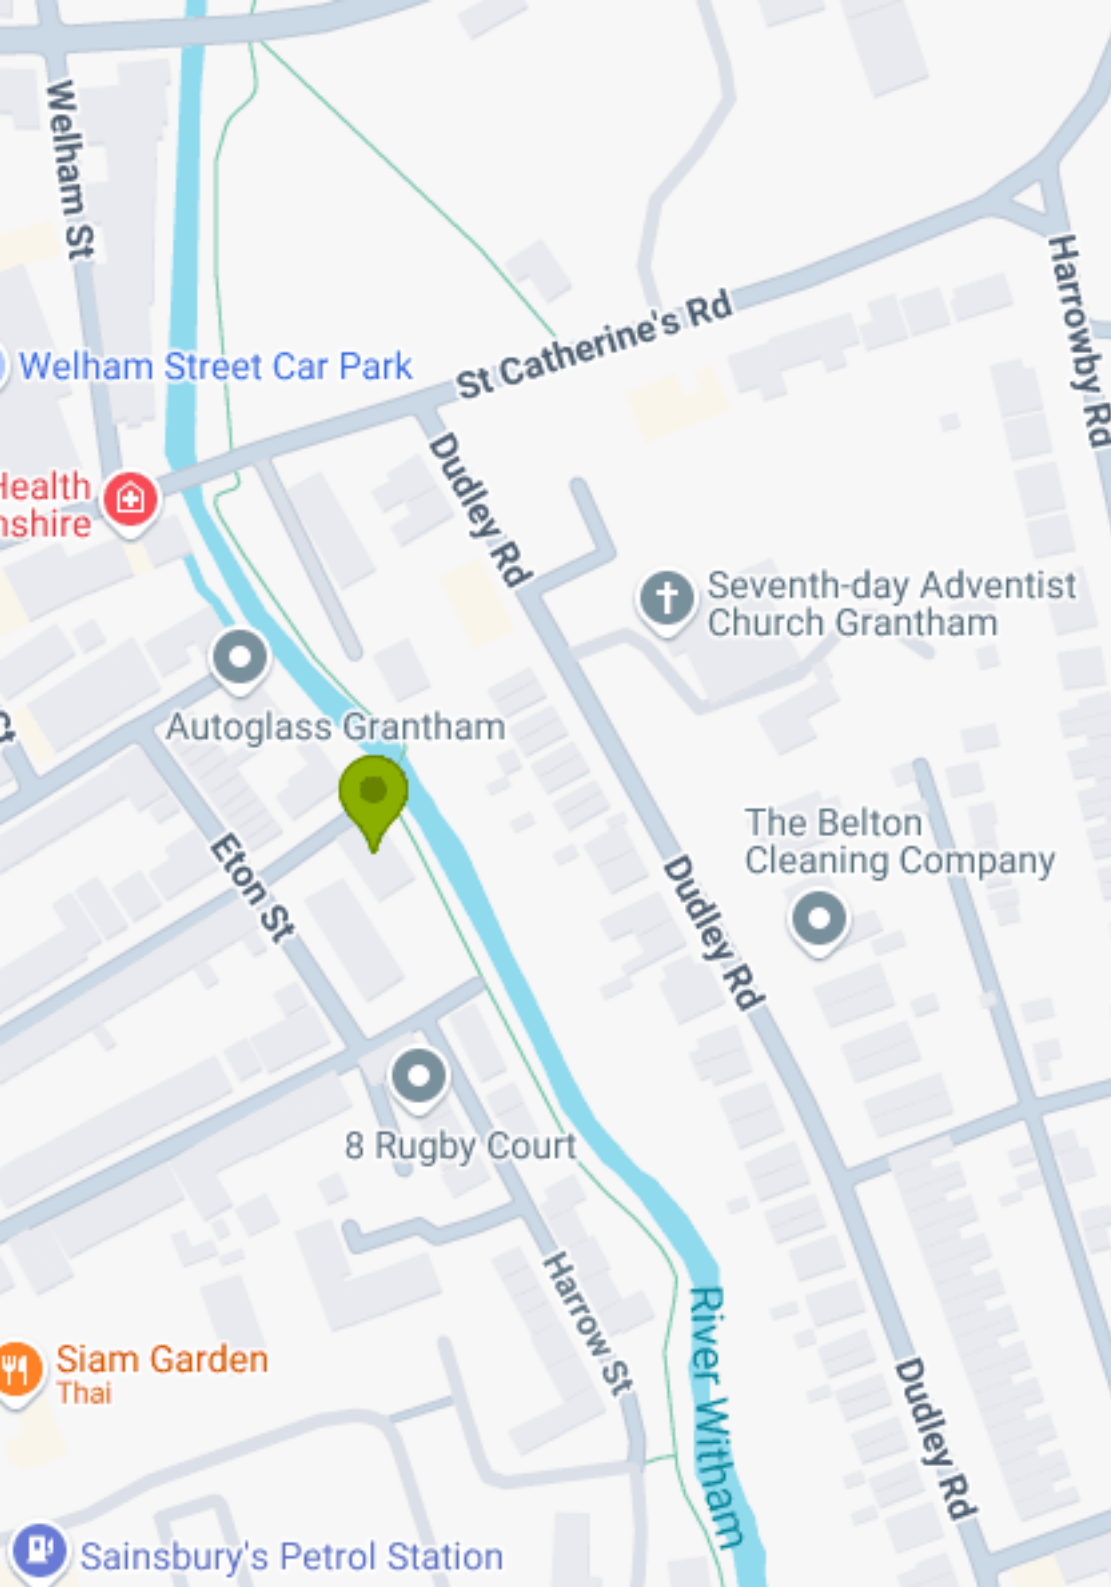 Welham St
Welham Street Car Park
St Catherine's Rd
Harrowby Rd
Health
nshire
Dudley Rd
Seventh-day Adventist
Church Grantham
Ct
Autoglass Grantham
The Belton
Cleaning Company
Eton St
Dudley Rd
8 Rugby Court
Harrow St
River Witham
Siam Garden
Thai
Dudley Rd
Sainsbury's Petrol Station